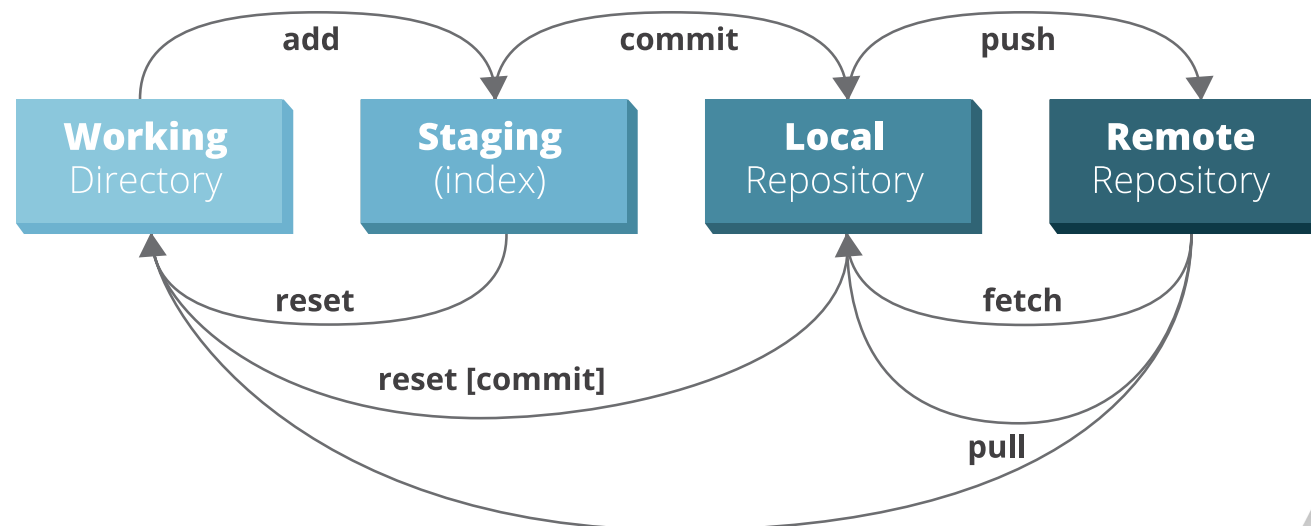 add
commit
push
Working
Directory
Staging
(index)
Local
Repository
Remote
Repository
reset
fetch
reset [commit]
pull